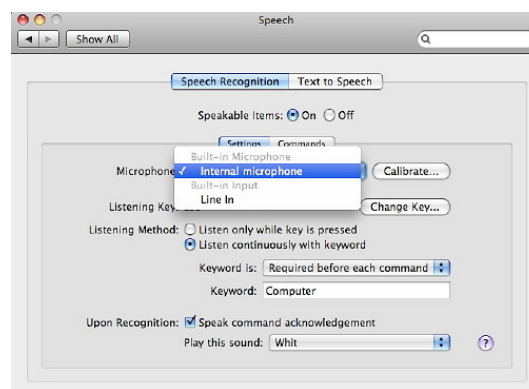 Speech
Show All
Speech Recognition Text to Speech
Speakable Items: On Off
Settings Commands
Built-in Microphone
Microphone ✓ Internal microphone Calibrate...
Built-in Input
Line In
Listening Key: Change Key...
Listening Method: Listen only while key is pressed
Listen continuously with keyword
Keyword is: Required before each command
Keyword: Computer
Upon Recognition: Speak command acknowledgement
Play this sound: Whit
?